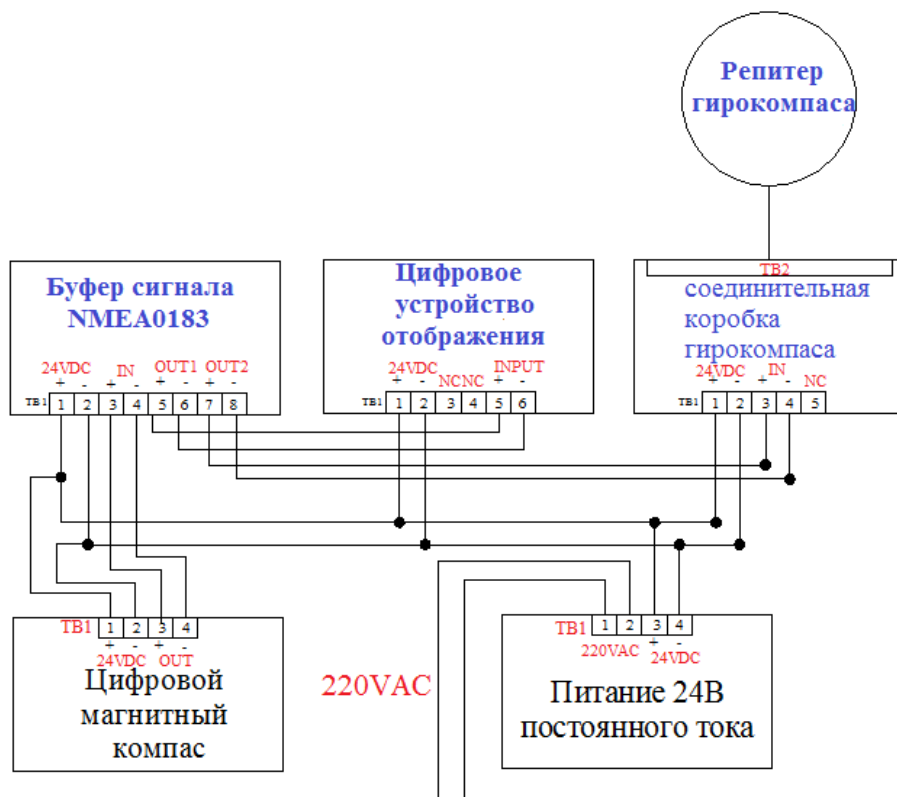 Репитер
гирокомпаса
Буфер сигнала
NMEA0183
24VDC IN OUT1 OUT2
+ - + - + - + -
TB1 1 2 3 4 5 6 7 8
Цифровое
устройство
отображения
24VDC NC NC INPUT
+ - + -
TB1 1 2 3 4 5 6
TB2
соединительная
коробка
гирокомпаса
24VDC IN NC
+ - + -
TB1 1 2 3 4 5
TB1 1 2 3 4
+ - + -
24VDC OUT
Цифровой
магнитный
компас
220VAC
TB1 1 2 3 4
+ -
220VAC 24VDC
Питание 24В
постоянного тока